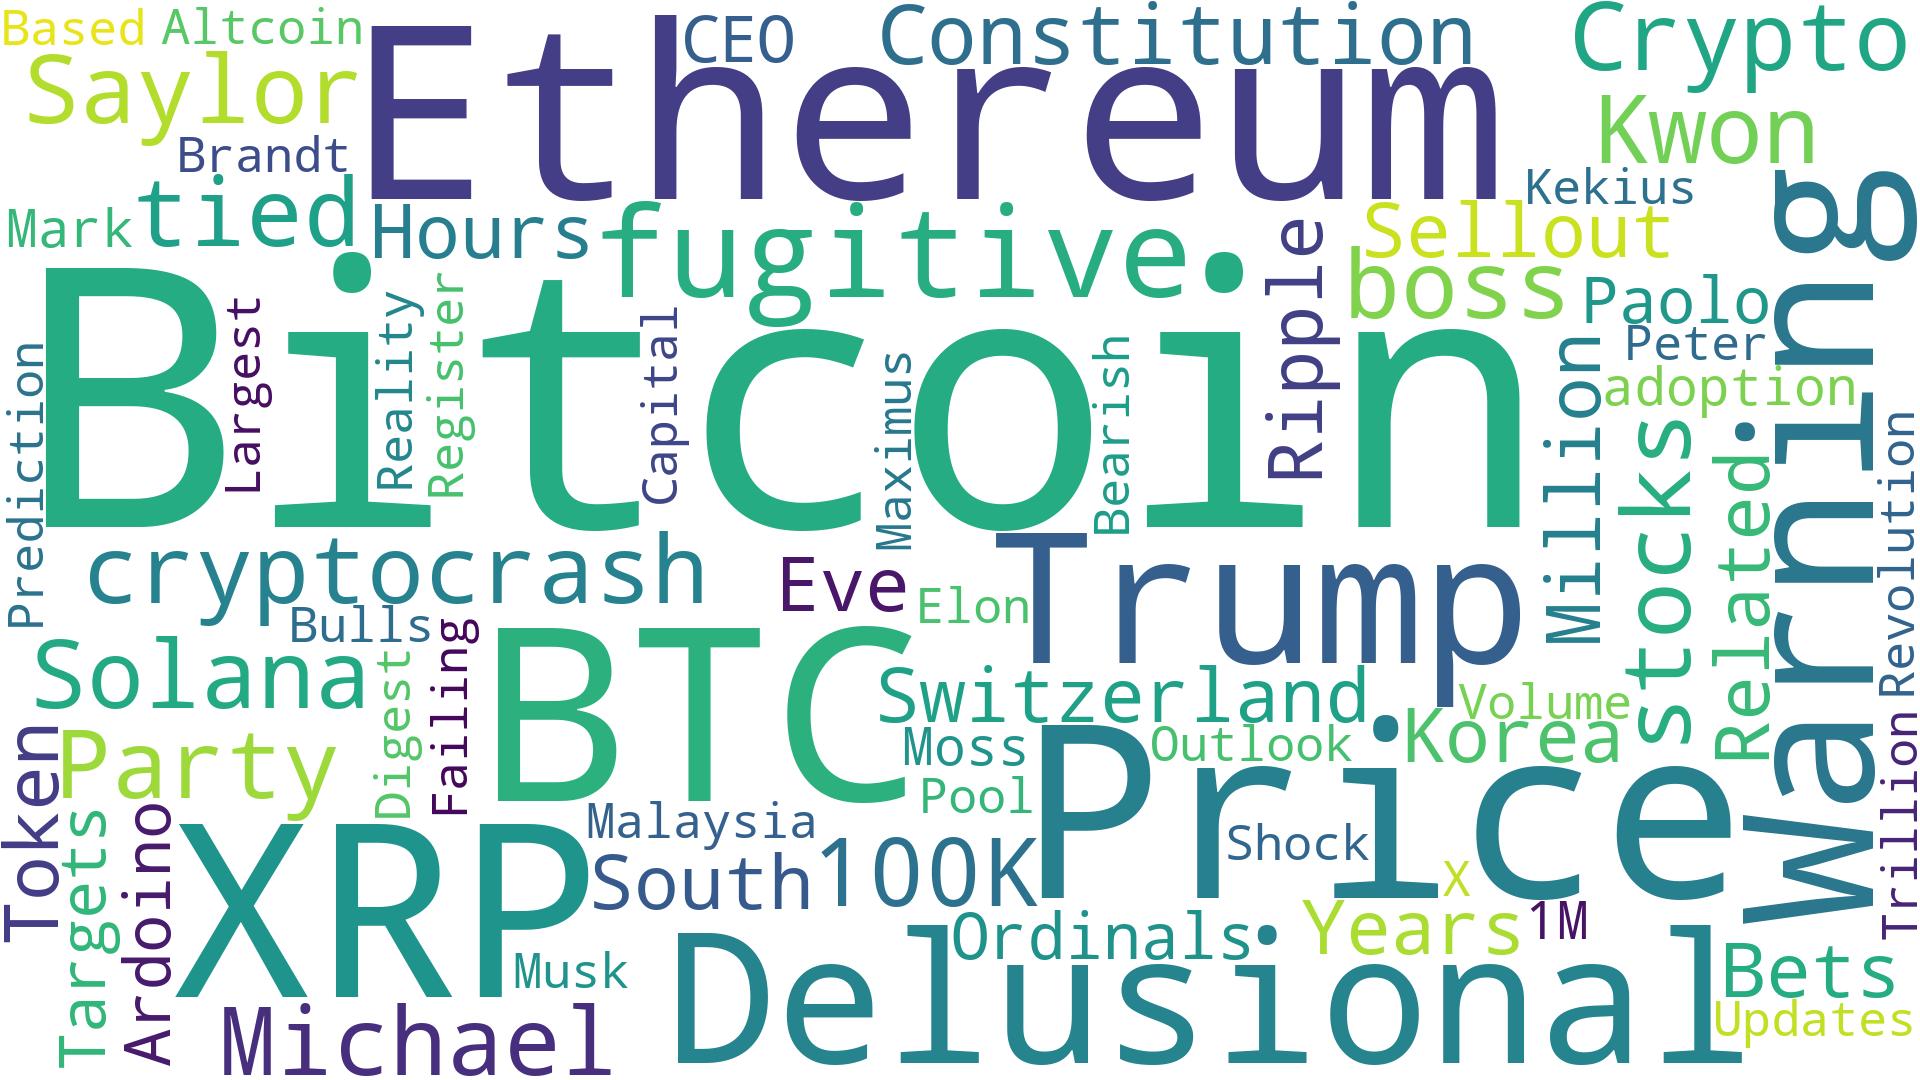 Based
Altcoin
CEO
Constitution
Crypto
Saylor
Ethereum
Kwon
Brandt
Kekius
Mark
tied
Hours
fugitive
Ripple
Sellout
boss
Paolo
Warning
Bitcoin
Largest
Reality
Register
Capital
Maximus
Bearish
Million
Peter
adoption
Prediction
stocks
Related
Revolution
cryptocrash
Eve
Elon
Trump
Bulls
Failing
Digest
Solana
BTC
Switzerland
Volume
Korea
Token
Party
Moss
Outlook
Pool
Price
Trillion
Targets
Ardoino
XRP
Malaysia
South
100K
Shock
X
Musk
Ordinals
Years
1M
Bets
Michael
Delusional
Updates